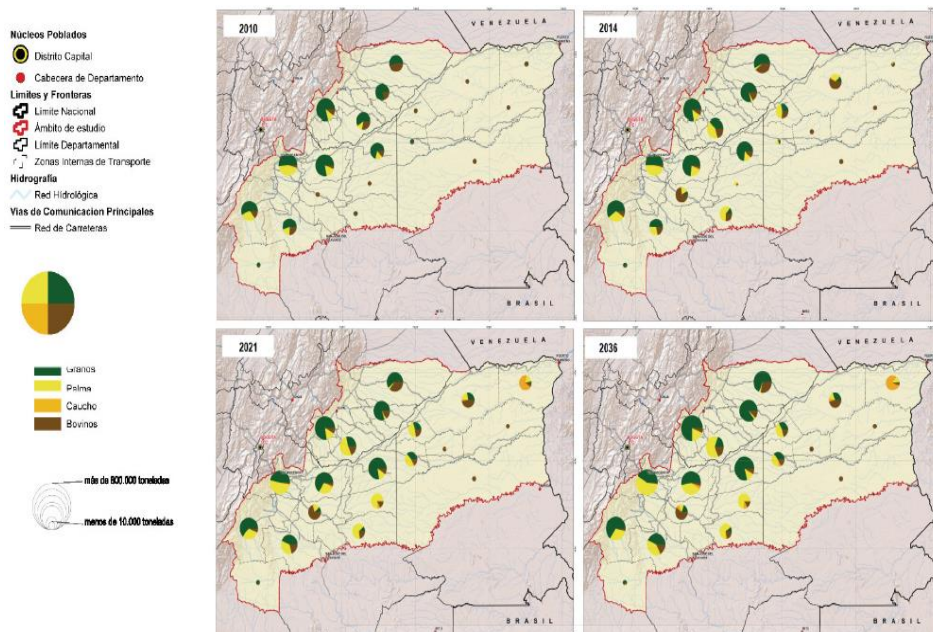 Núcleos Poblados
Distrito Capital
Cabecera de Departamento
Límites y Fronteras
Límite Nacional
Ámbito de estudio
Límite Departamental
Zonas Internas de Transporte
Hidrografía
Red Hidrológica
Vías de Comunicacion Principales
Red de Carreteras
Granos
Palma
Caucho
Bovinos
más de 800.000 toneladas
menos de 10.000 toneladas
2010
VENEZUELA
BRASIL
2014
VENEZUELA
BRASIL
2021
VENEZUELA
BRASIL
2036
VENEZUELA
BRASIL